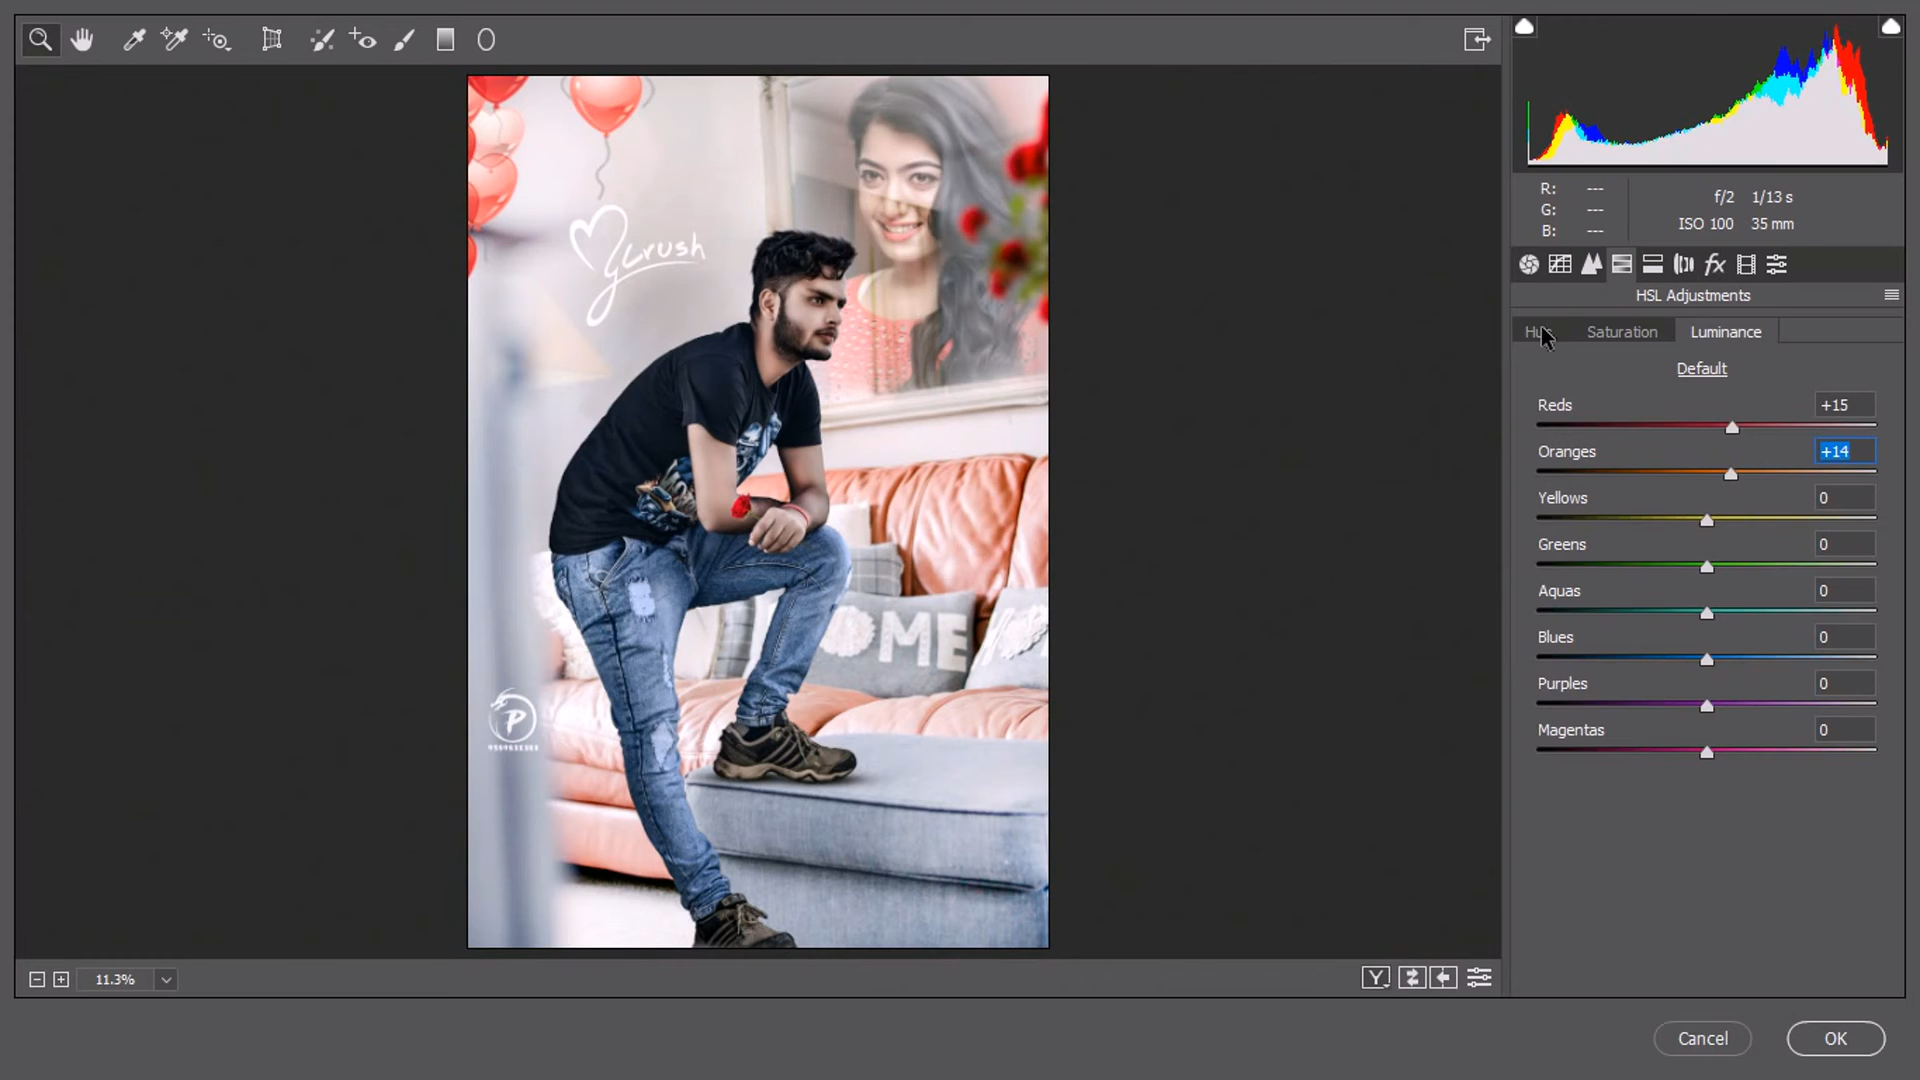 R: ---
G: ---
B: ---
f/2 1/13 s
ISO 100 35 mm
HSL Adjustments
Hue Saturation Luminance
Default
Reds +15
Oranges +14
Yellows 0
Greens 0
Aquas 0
Blues 0
Purples 0
Magentas 0
crush
HOME
P
11.3%
Y
Cancel OK